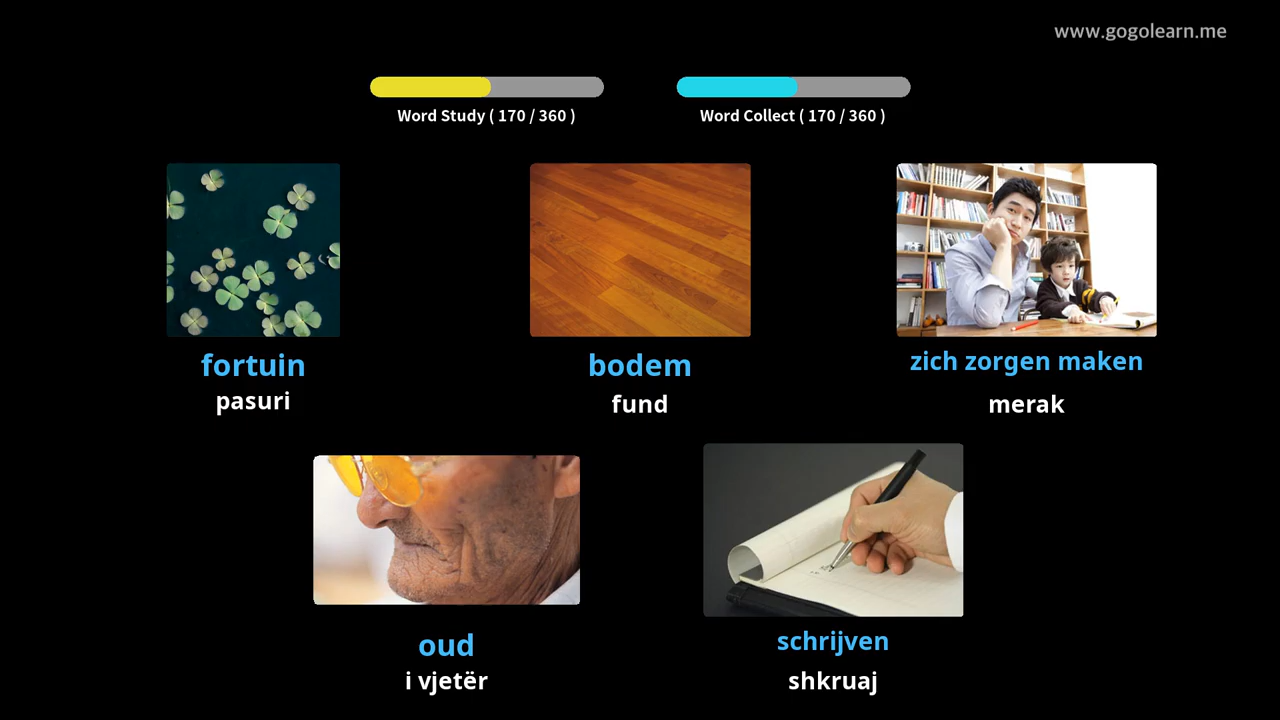 www.gogolearn.me
Word Study ( 170 / 360 )
Word Collect ( 170 / 360 )
fortuin
pasuri
bodem
fund
zich zorgen maken
merak
oud
i vjetër
schrijven
shkruaj